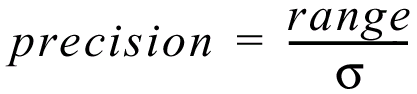 precision = range / σ